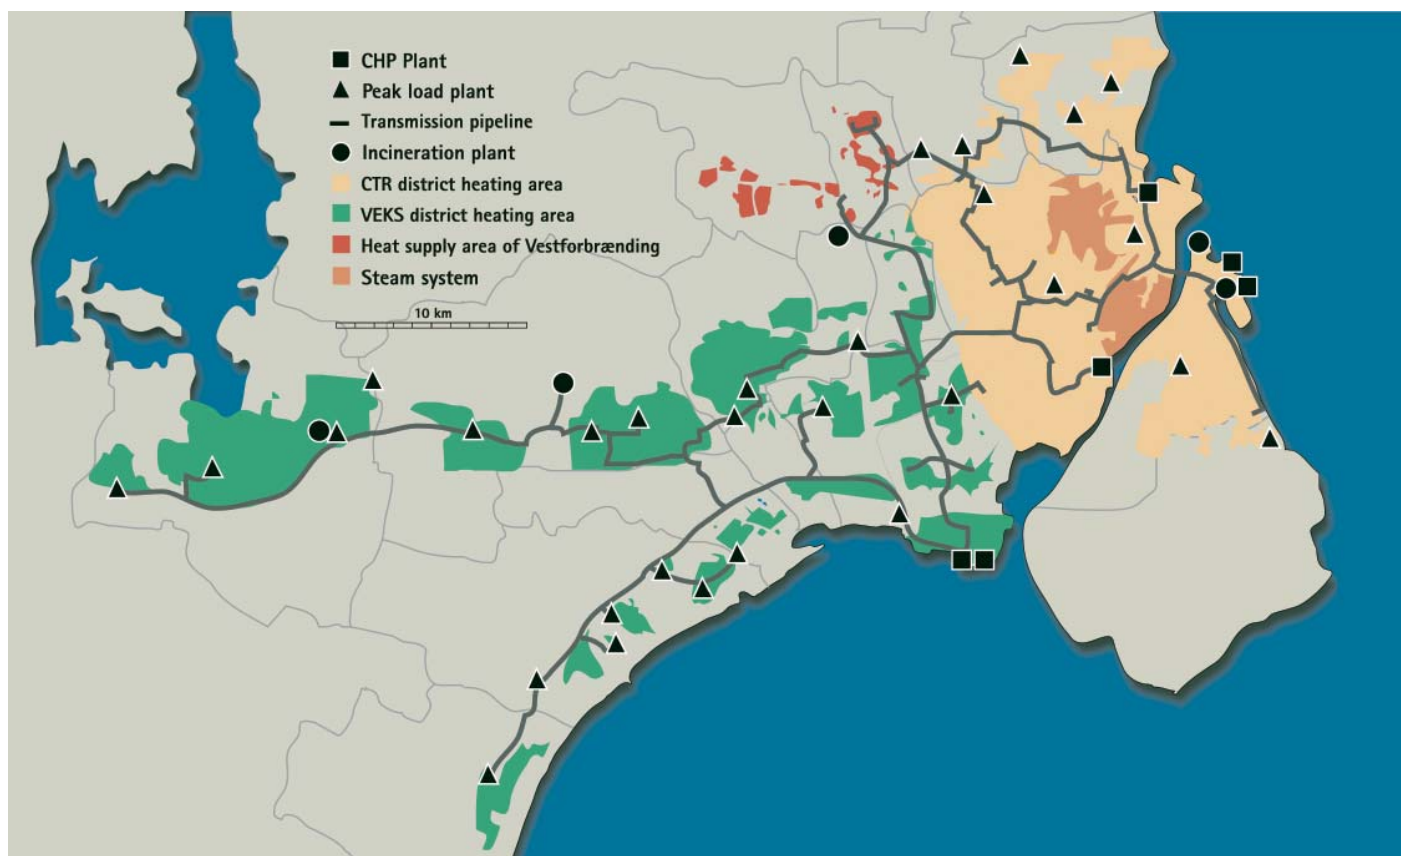 CHP Plant
Peak load plant
Transmission pipeline
Incineration plant
CTR district heating area
VEKS district heating area
Heat supply area of Vestforbrænding
Steam system
10 km